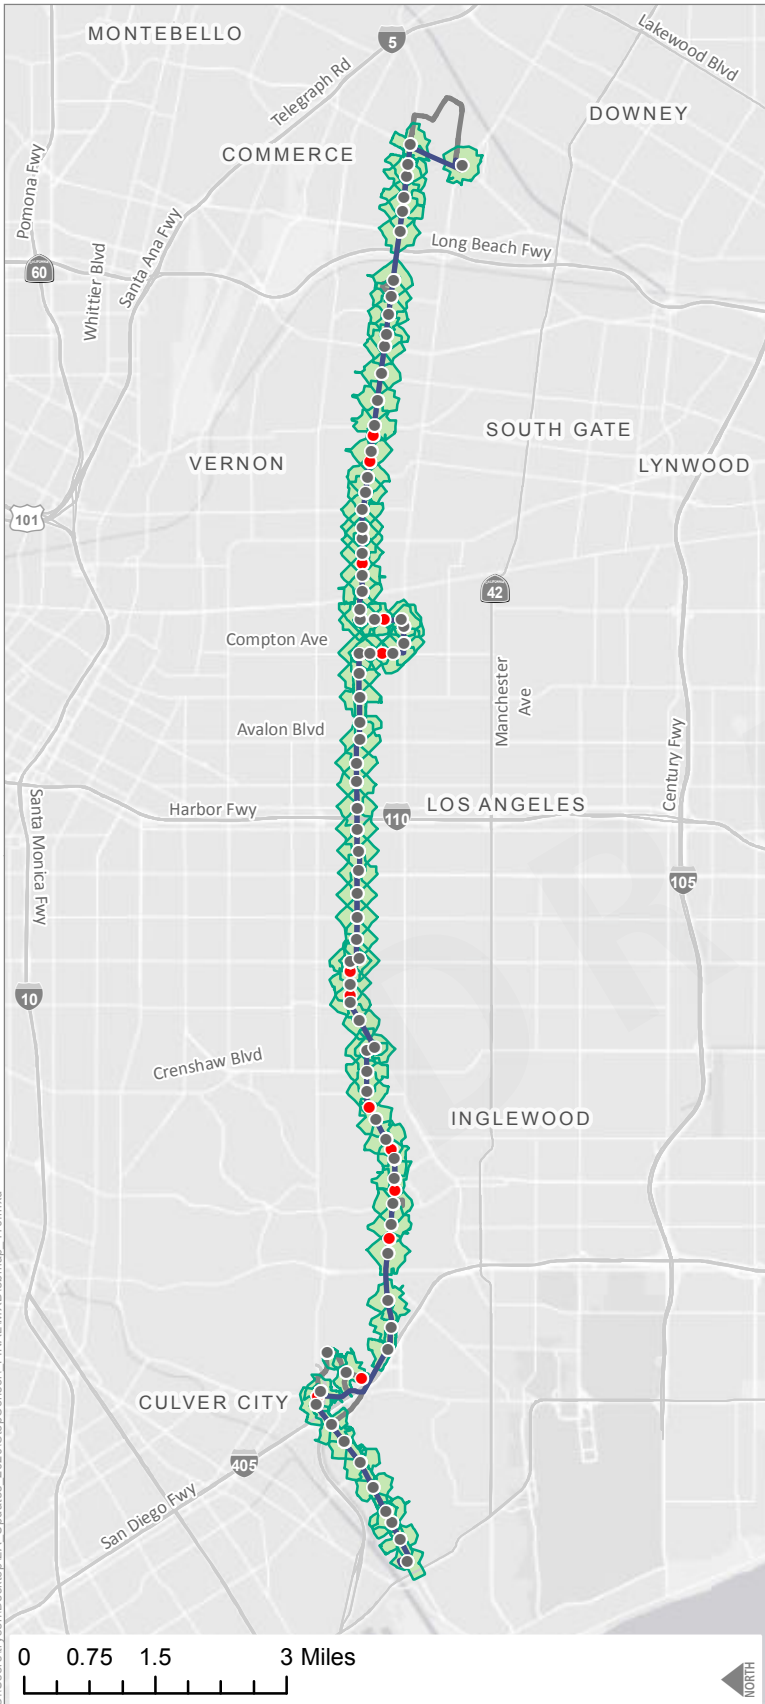 MONTEBELLO
5
Lakewood Blvd
Telegraph Rd
DOWNEY
COMMERCE
Pomona Fwy
Santa Ana Fwy
Whittier Blvd
Long Beach Fwy
60
SOUTH GATE
VERNON
LYNWOOD
101
42
Compton Ave
Manchester
Ave
Avalon Blvd
Century Fwy
Santa Monica Fwy
Harbor Fwy
110
LOS ANGELES
105
10
Crenshaw Blvd
INGLEWOOD
CULVER CITY
405
San Diego Fwy
0 0.75 1.5 3 Miles
NORTH